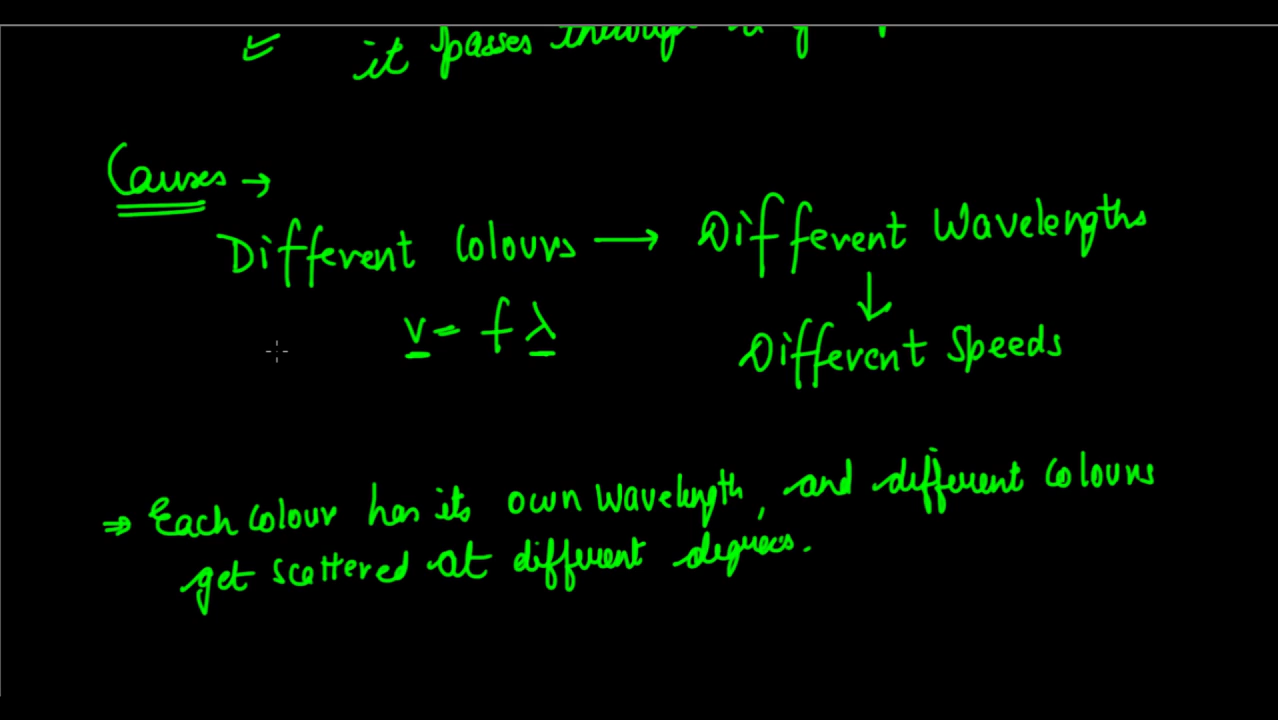 it passes through a
Causes →
Different Colours → Different Wavelengths
↓
v = f λ
Different Speeds
⇒ Each Colour has its own Wavelength, and different Colours
get scattered at different degrees.